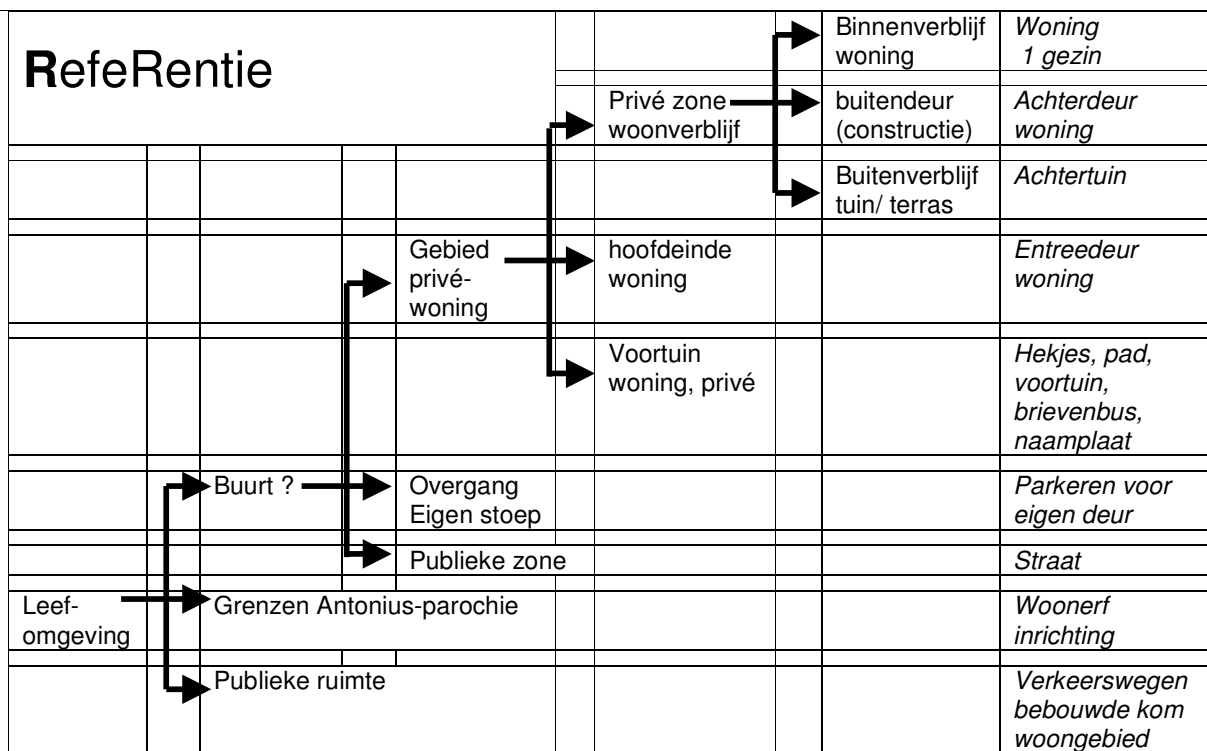 RefeRentie
Binnenverblijf
woning
Woning
1 gezin
Privé zone
woonverblijf
buitendeur
(constructie)
Achterdeur
woning
Buitenverblijf
tuin/ terras
Achtertuin
Gebied
privé-
woning
hoofdeinde
woning
Entreedeur
woning
Voortuin
woning, privé
Hekjes, pad,
voortuin,
brievenbus,
naamplaat
Buurt ?
Overgang
Eigen stoep
Parkeren voor
eigen deur
Publieke zone
Straat
Leef-
omgeving
Grenzen Antonius-parochie
Woonerf
inrichting
Publieke ruimte
Verkeerswegen
bebouwde kom
woongebied